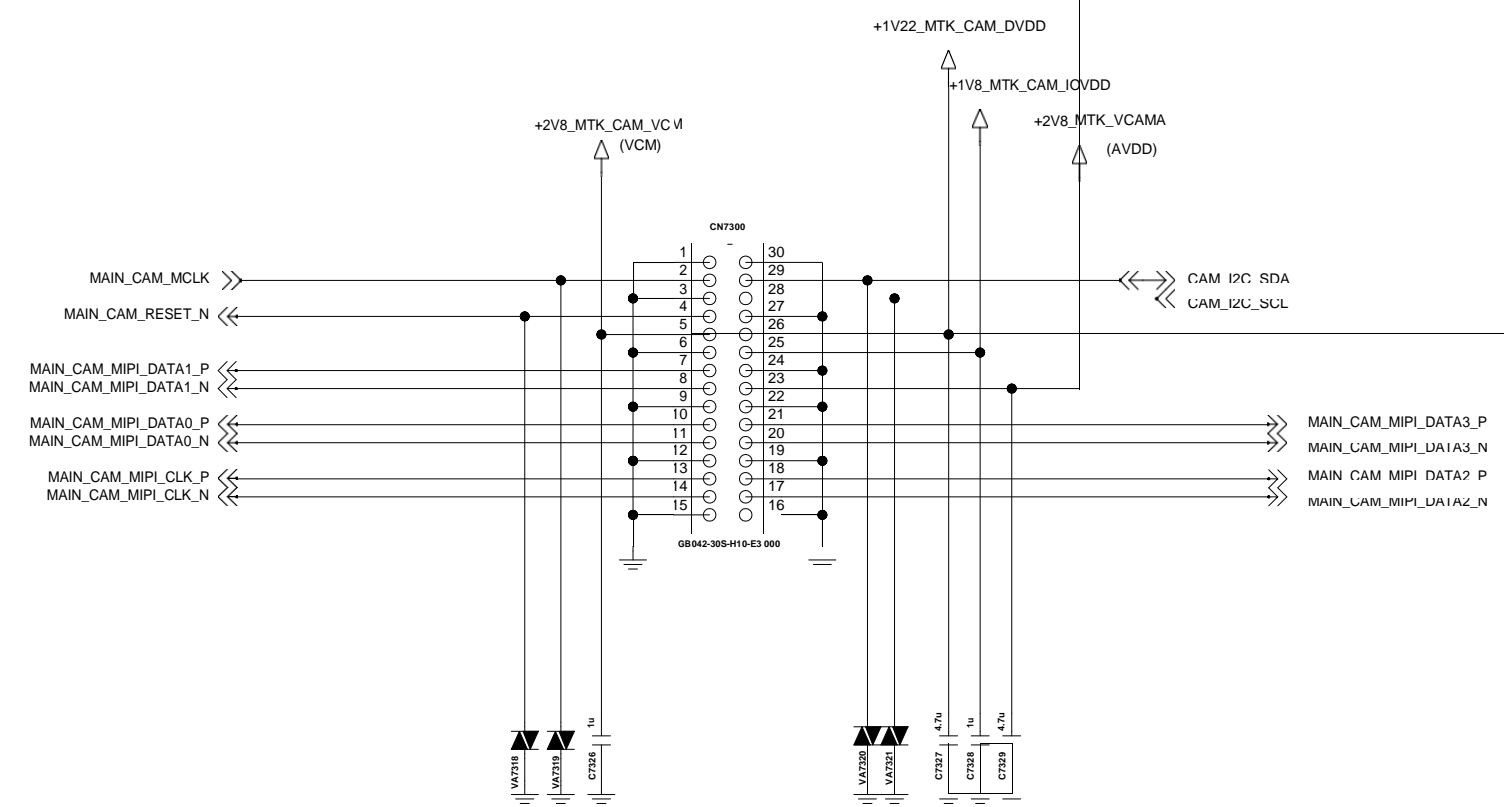 +1V22_MTK_CAM_DVDD
+1V8_MTK_CAM_IOVDD
+2V8_MTK_CAM_VCM
(VCM)
+2V8_MTK_VCAMA
(AVDD)
CN7300
1 30
2 29
3 28
4 27
5 26
6 25
7 24
8 23
9 22
10 21
11 20
12 19
13 18
14 17
15 16
GB042-30S-H10-E3000
MAIN_CAM_MCLK
MAIN_CAM_RESET_N
MAIN_CAM_MIPI_DATA1_P
MAIN_CAM_MIPI_DATA1_N
MAIN_CAM_MIPI_DATA0_P
MAIN_CAM_MIPI_DATA0_N
MAIN_CAM_MIPI_CLK_P
MAIN_CAM_MIPI_CLK_N
CAM_I2C_SDA
CAM_I2C_SCL
MAIN_CAM_MIPI_DATA3_P
MAIN_CAM_MIPI_DATA3_N
MAIN_CAM_MIPI_DATA2_P
MAIN_CAM_MIPI_DATA2_N
VA7318
VA7319
1u
C7326
VA7320
VA7321
4.7u
C7327
1u
C7328
4.7u
C7329